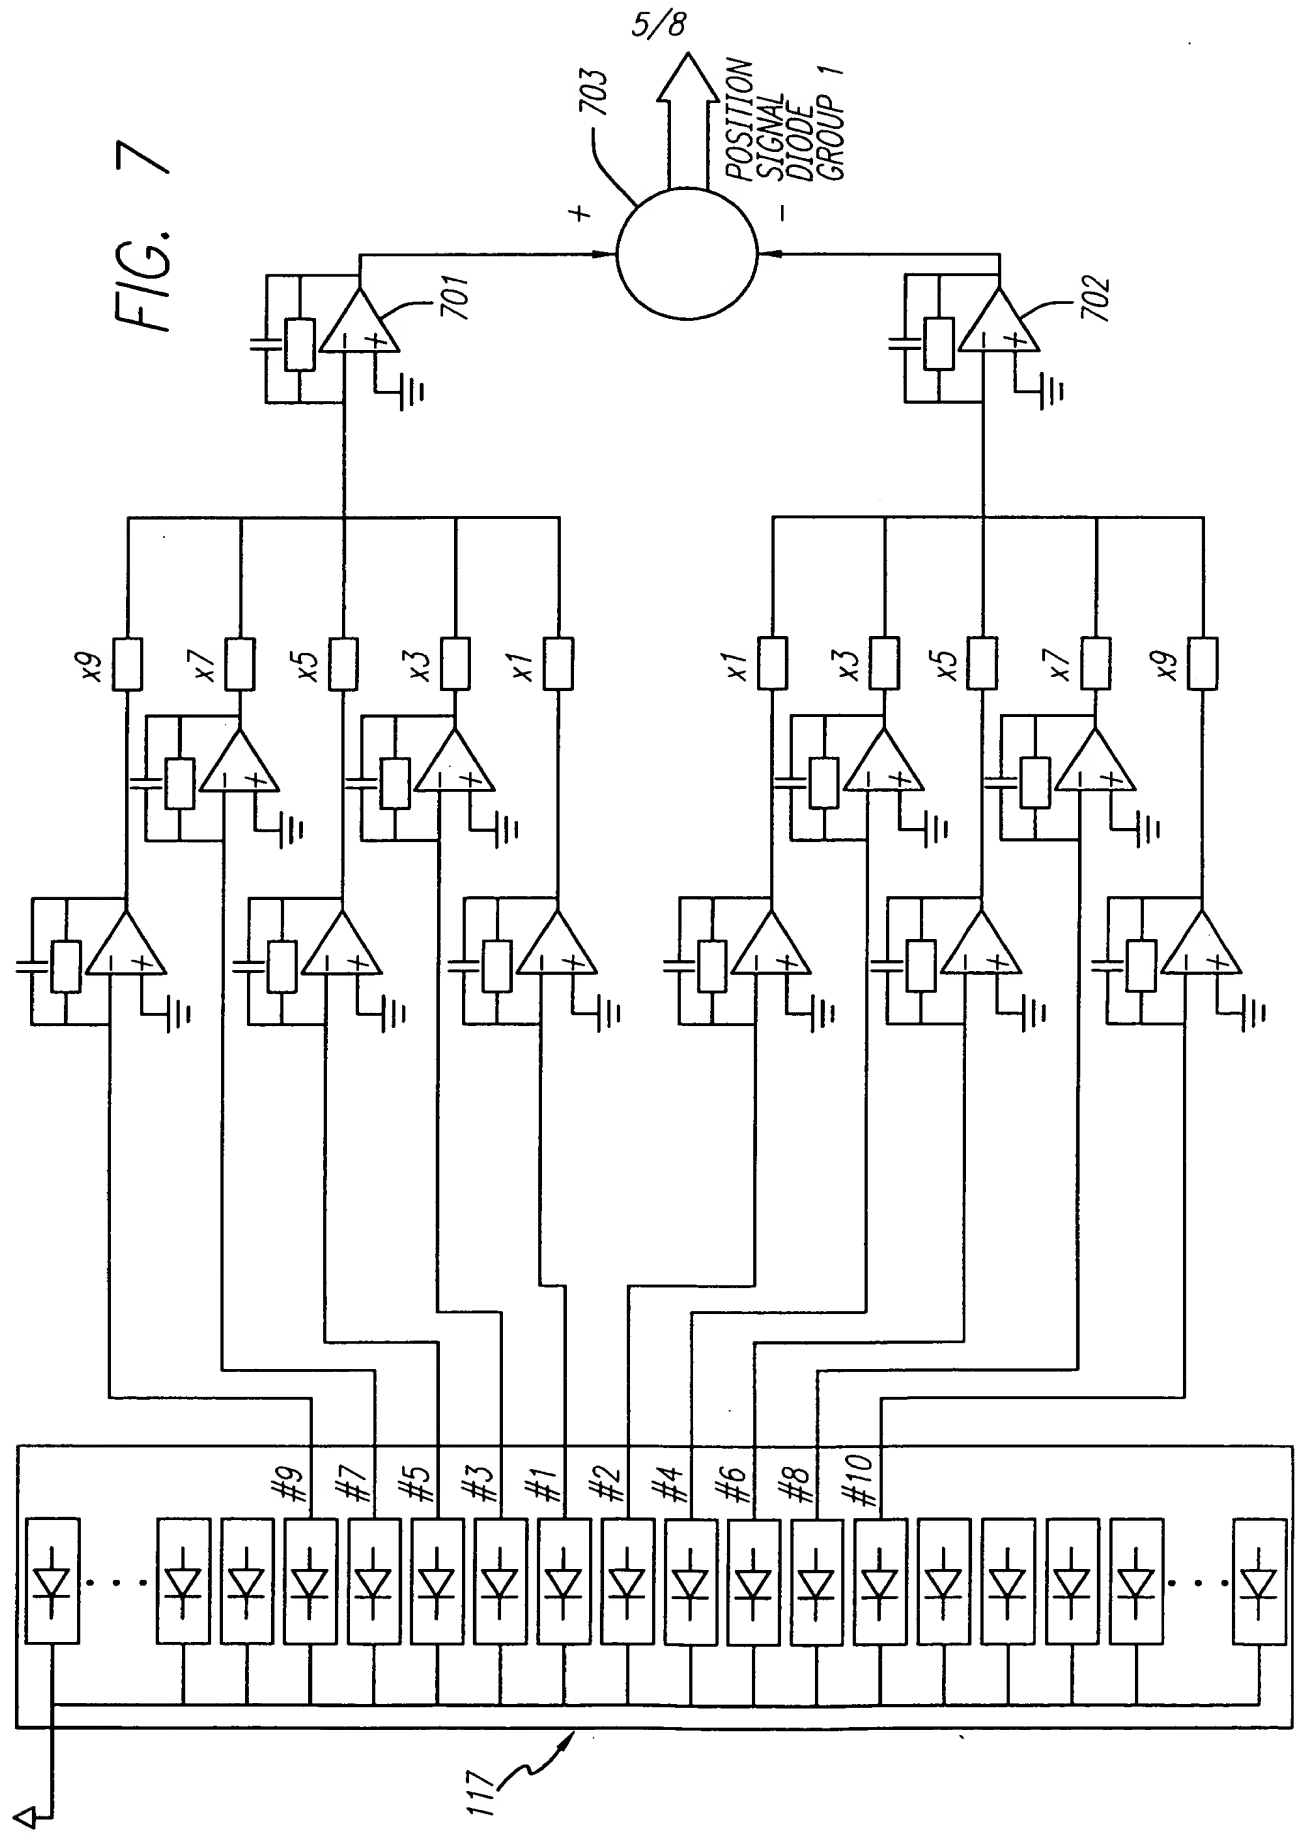 5/8
FIG. 7
703
POSITION
SIGNAL
DIODE
GROUP 1
+
-
701
702
- +
- +
x9
x7
x5
x3
x1
x1
x3
x5
x7
x9
- +
- +
- +
- +
- +
- +
- +
- +
- +
- +
#9
#7
#5
#3
#1
#2
#4
#6
#8
#10
117